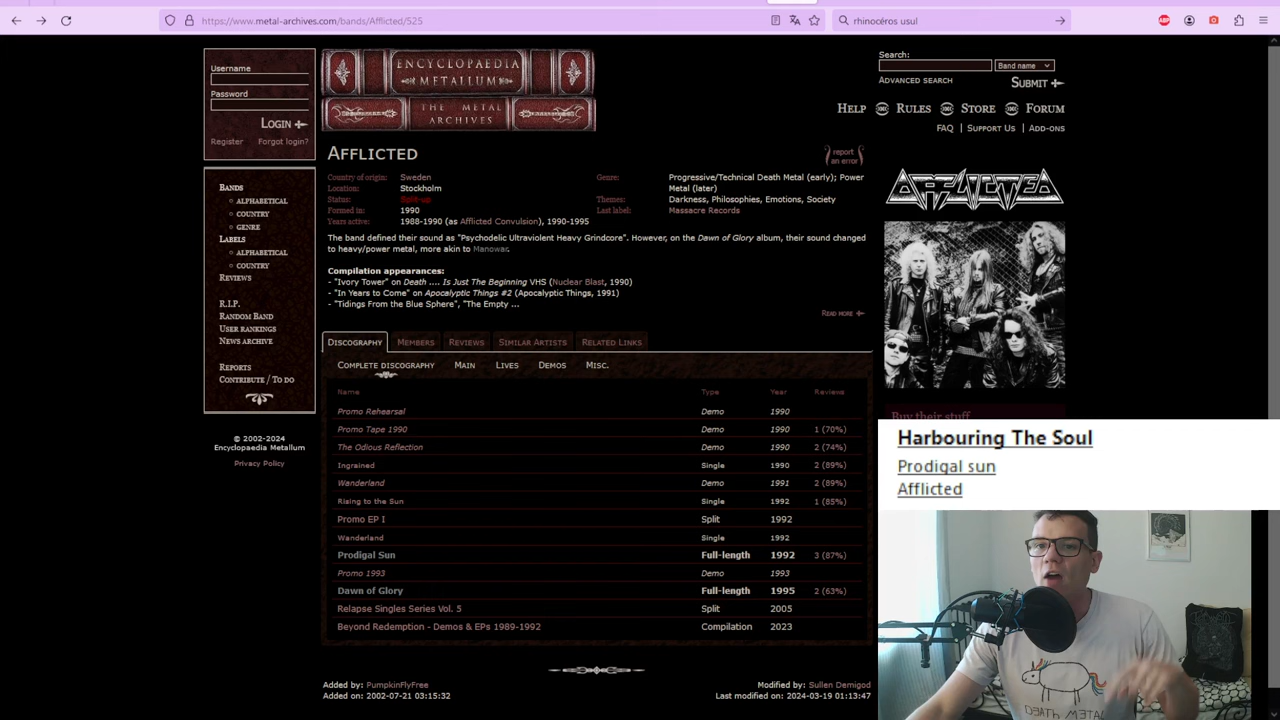 https://www.metal-archives.com/bands/Afflicted/525
rhinocéros usul
ABP
Username
Password
Login
Register Forgot login?
ENCYCLOPAEDIA
METALLUM
THE METAL
ARCHIVES
Search:
Band name
Advanced search
Submit
Help Rules Store Forum
FAQ | Support Us | Add-ons
Bands
Alphabetical
Country
Genre
Labels
Alphabetical
Country
Reviews
R.I.P.
Random Band
User rankings
News archive
Reports
Contribute / To do
© 2002-2024
Encyclopaedia Metallum
Privacy Policy
Afflicted
report
an error
Country of origin: Sweden
Location: Stockholm
Status: Split-up
Formed in: 1990
Years active: 1988-1990 (as Afflicted Convulsion), 1990-1995
Genre: Progressive/Technical Death Metal (early); Power
Metal (later)
Themes: Darkness, Philosophies, Emotions, Society
Last label: Massacre Records
The band defined their sound as "Psychodelic Ultraviolent Heavy Grindcore". However, on the Dawn of Glory album, their sound changed
to heavy/power metal, more akin to Manowar.
Compilation appearances:
- "Ivory Tower" on Death .... Is Just The Beginning VHS (Nuclear Blast, 1990)
- "In Years to Come" on Apocalyptic Things #2 (Apocalyptic Things, 1991)
- "Tidings From the Blue Sphere", "The Empty ...
Read more
Discography Members Reviews Similar Artists Related Links
Complete discography Main Lives Demos Misc.
Name Type Year Reviews
Promo Rehearsal Demo 1990
Promo Tape 1990 Demo 1990 1 (70%)
The Odious Reflection Demo 1990 2 (74%)
Ingrained Single 1990 2 (89%)
Wanderland Demo 1991 2 (89%)
Rising to the Sun Single 1992 1 (85%)
Promo EP I Split 1992
Wanderland Single 1992
Prodigal Sun Full-length 1992 3 (87%)
Promo 1993 Demo 1993
Dawn of Glory Full-length 1995 2 (63%)
Relapse Singles Series Vol. 5 Split 2005
Beyond Redemption - Demos & EPs 1989-1992 Compilation 2023
Added by: PumpkinFlyFree
Added on: 2002-07-21 03:15:32
Modified by: Sullen Demigod
Last modified on: 2024-03-19 01:13:47
AFFLICTED
Buy their stuff
Harbouring The Soul
Prodigal sun
Afflicted